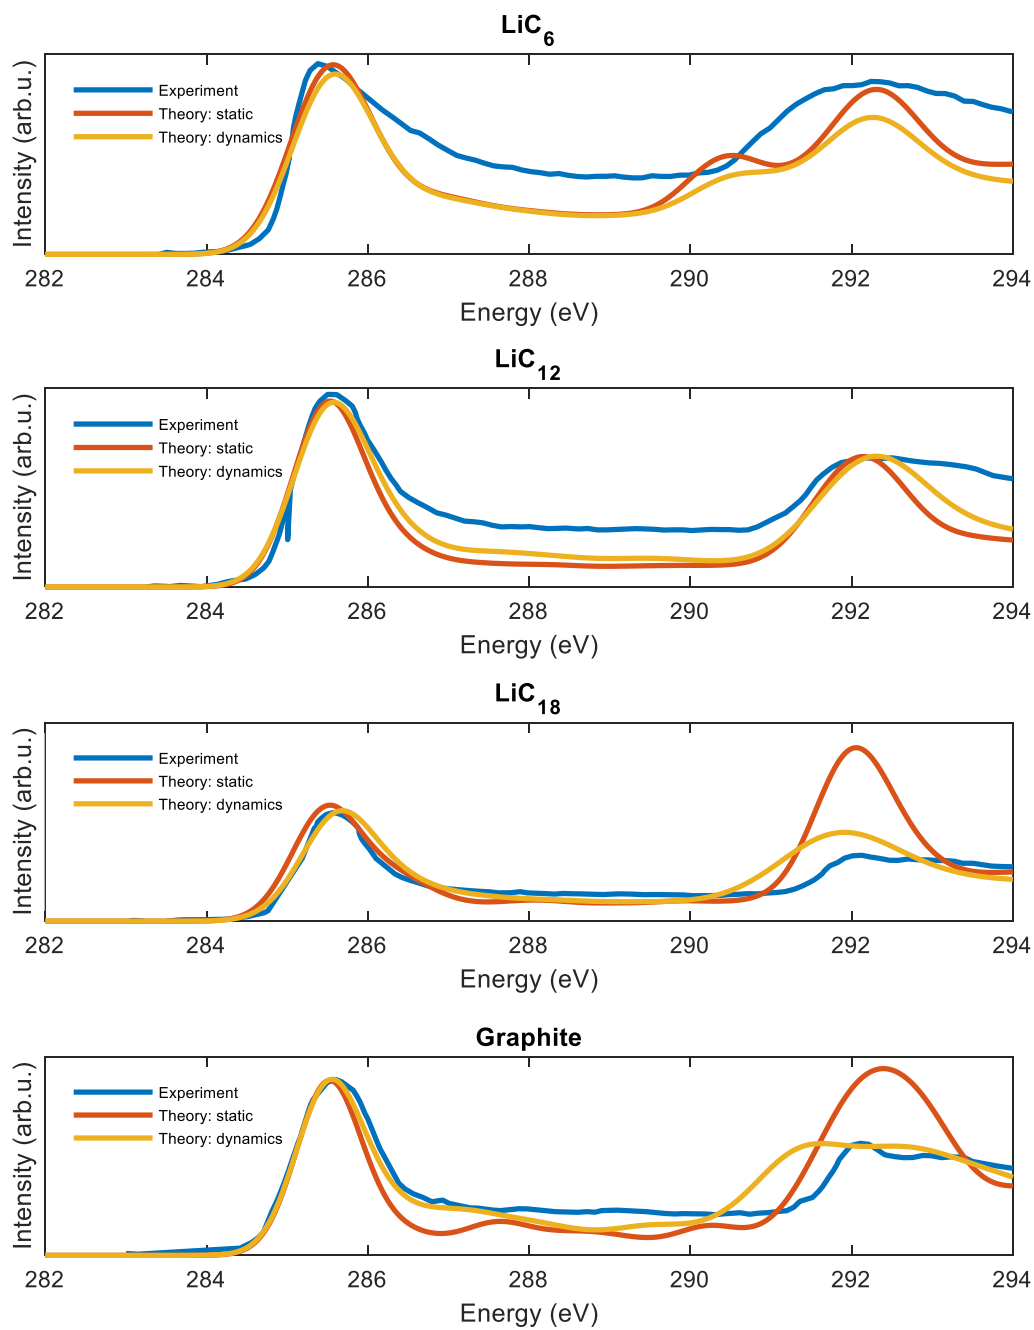 LiC6
Intensity (arb.u.)
Experiment
Theory: static
Theory: dynamics
282 284 286 288 290 292 294
Energy (eV)
LiC12
Intensity (arb.u.)
Experiment
Theory: static
Theory: dynamics
282 284 286 288 290 292 294
Energy (eV)
LiC18
Intensity (arb.u.)
Experiment
Theory: static
Theory: dynamics
282 284 286 288 290 292 294
Energy (eV)
Graphite
Intensity (arb.u.)
Experiment
Theory: static
Theory: dynamics
282 284 286 288 290 292 294
Energy (eV)